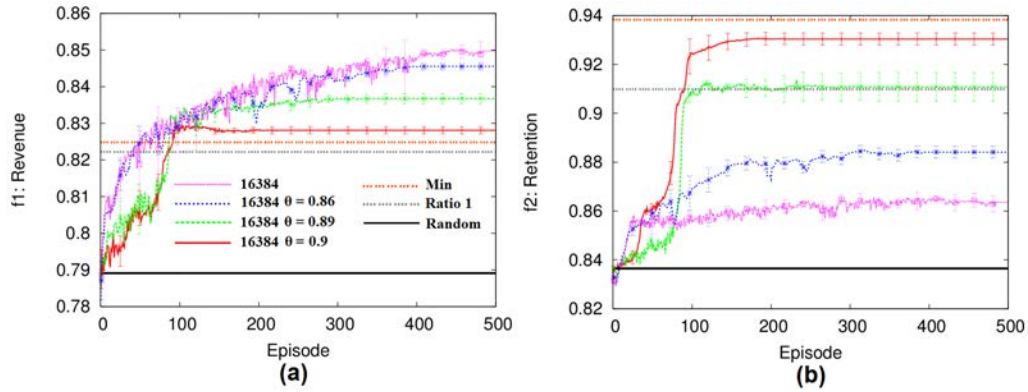 f1: Revenue
0.86
0.85
0.84
0.83
0.82
0.81
0.8
0.79
0.78
16384
16384 θ = 0.86
16384 θ = 0.89
16384 θ = 0.9
Min
Ratio 1
Random
0 100 200 300 400 500
Episode
(a)
f2: Retention
0.94
0.92
0.9
0.88
0.86
0.84
0.82
0 100 200 300 400 500
Episode
(b)